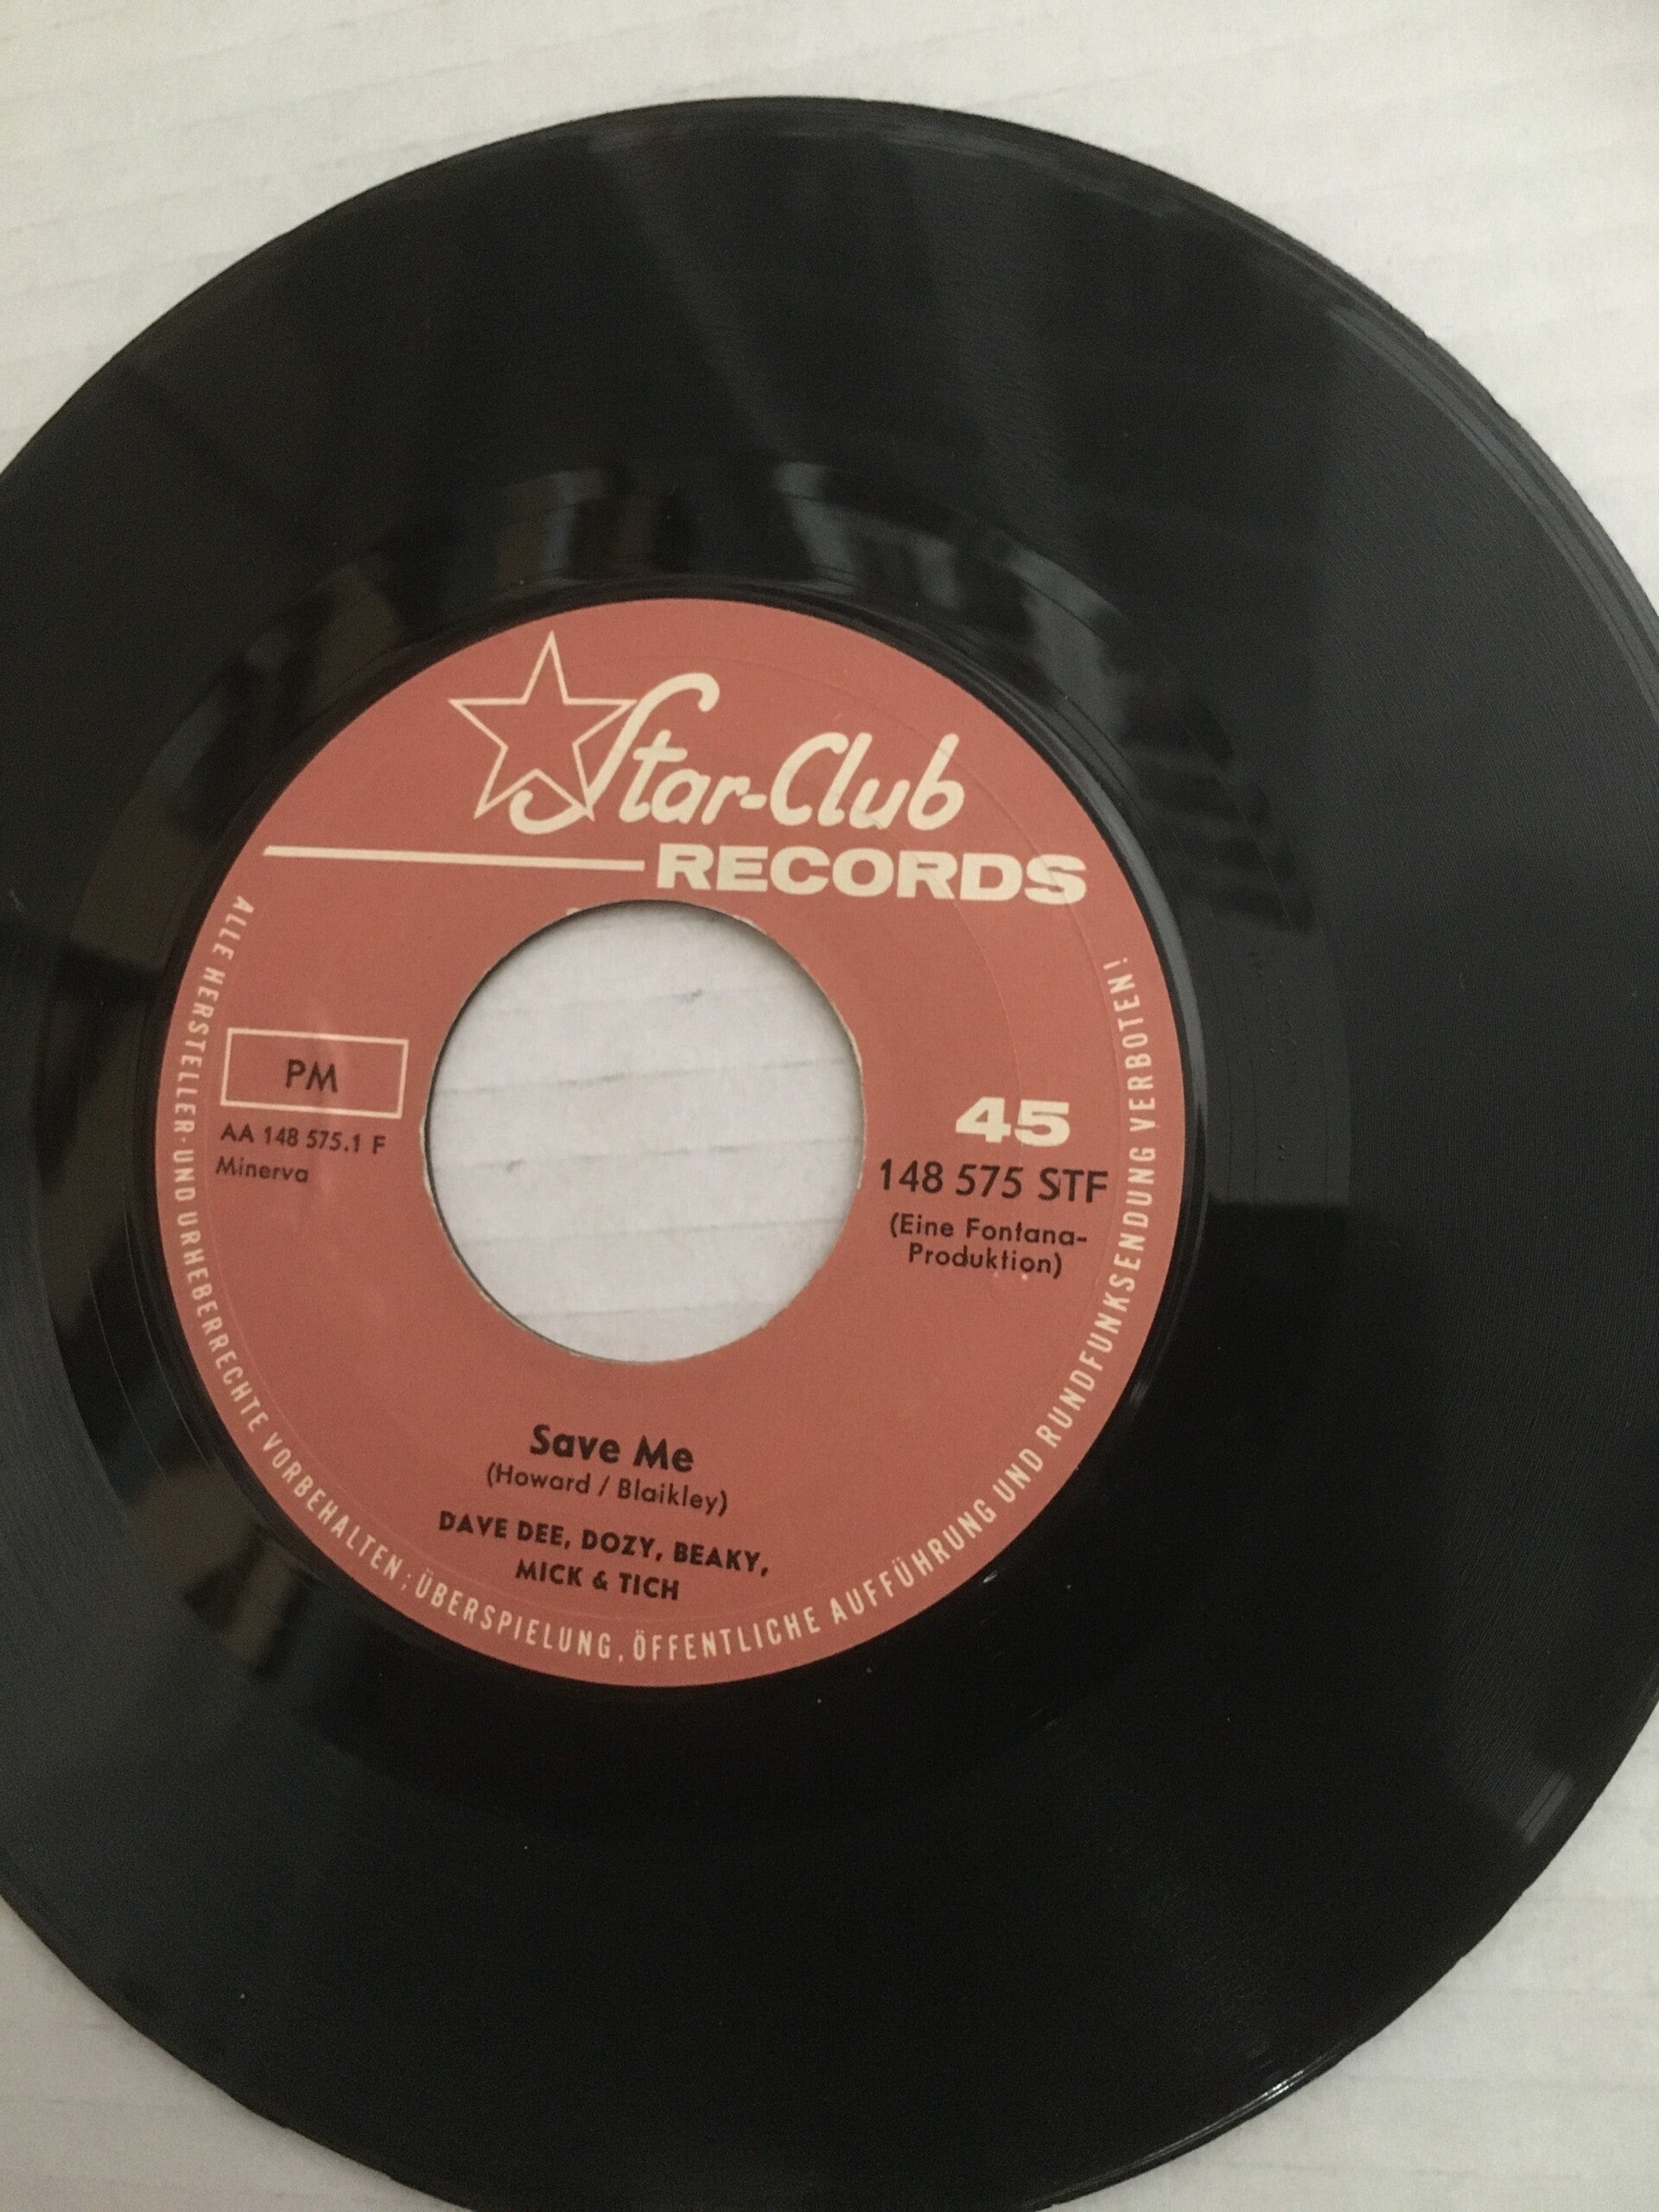 Star-Club
RECORDS
PM
AA 148 575.1 F
Minerva
45
148 575 STF
(Eine Fontana-
Produktion)
Save Me
(Howard / Blaikley)
DAVE DEE, DOZY, BEAKY,
MICK & TICH
ALLE HERSTELLER- UND URHEBERRECHTE VORBEHALTEN; ÜBERSPIELUNG, ÖFFENTLICHE AUFFÜHRUNG UND RUNDFUNKSENDUNG VERBOTEN!